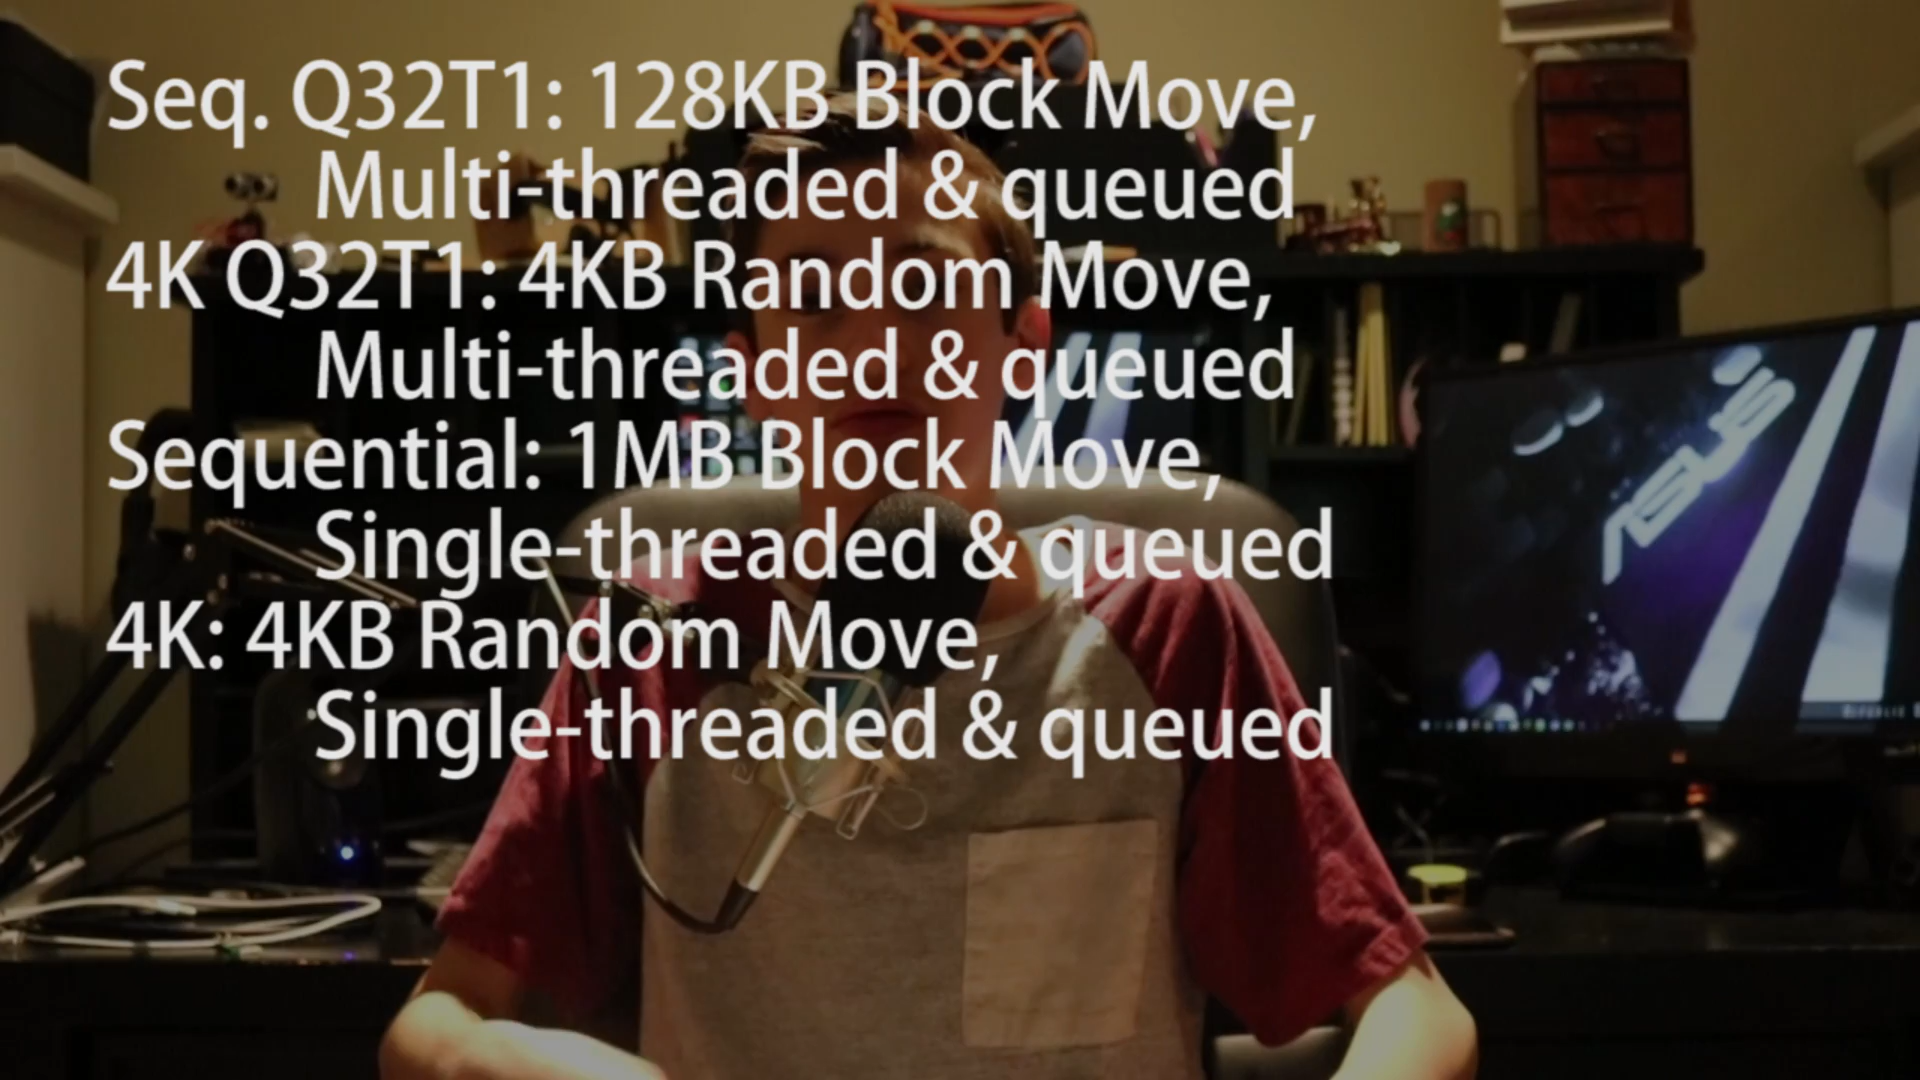 Seq. Q32T1: 128KB Block Move,
Multi-threaded & queued
4K Q32T1: 4KB Random Move,
Multi-threaded & queued
Sequential: 1MB Block Move,
Single-threaded & queued
4K: 4KB Random Move,
Single-threaded & queued
ASUS